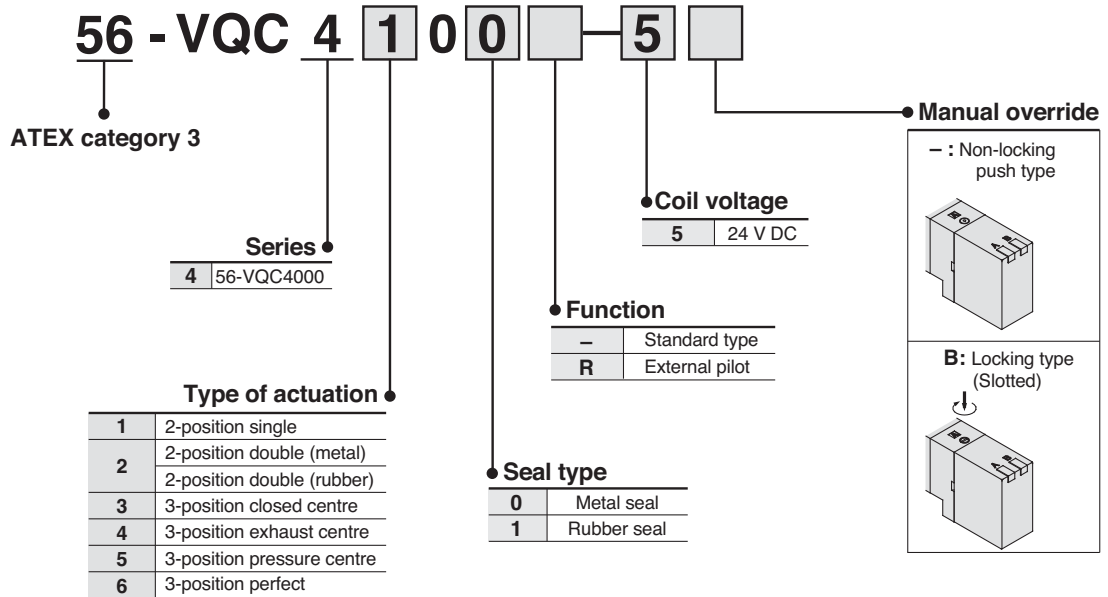 56 - VQC 4 1 0 0 — 5
ATEX category 3
Manual override
– : Non-locking
push type
A
B
B: Locking type
(Slotted)
A
B
Coil voltage
5 24 V DC
Series
4 56-VQC4000
Function
– Standard type
R External pilot
Type of actuation
1 2-position single
2 2-position double (metal)
2-position double (rubber)
3 3-position closed centre
4 3-position exhaust centre
5 3-position pressure centre
6 3-position perfect
Seal type
0 Metal seal
1 Rubber seal